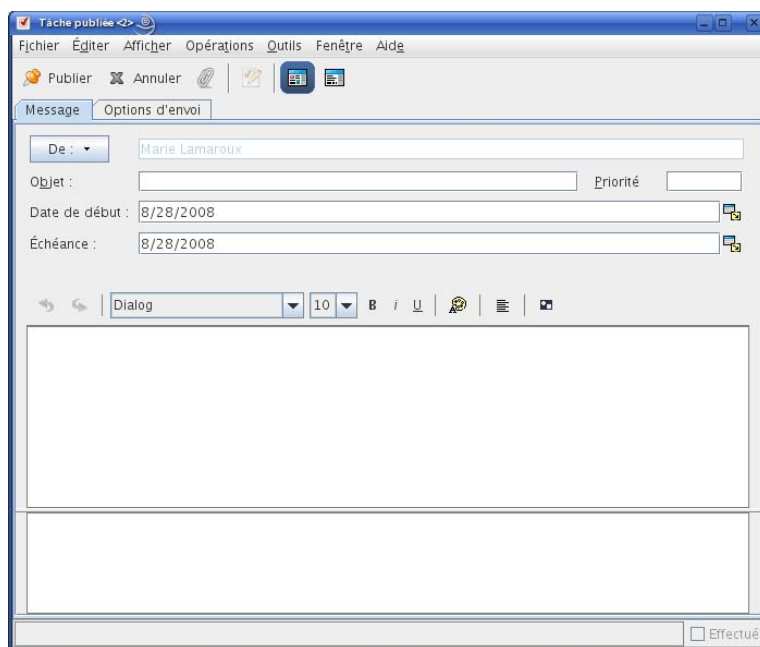 Tâche publiée <2>
Fichier Éditer Afficher Opérations Outils Fenêtre Aide
Publier Annuler
Message Options d'envoi
De : Marie Lamaroux
Objet : Priorité
Date de début : 8/28/2008
Échéance : 8/28/2008
Dialog 10 B i U
Effectué